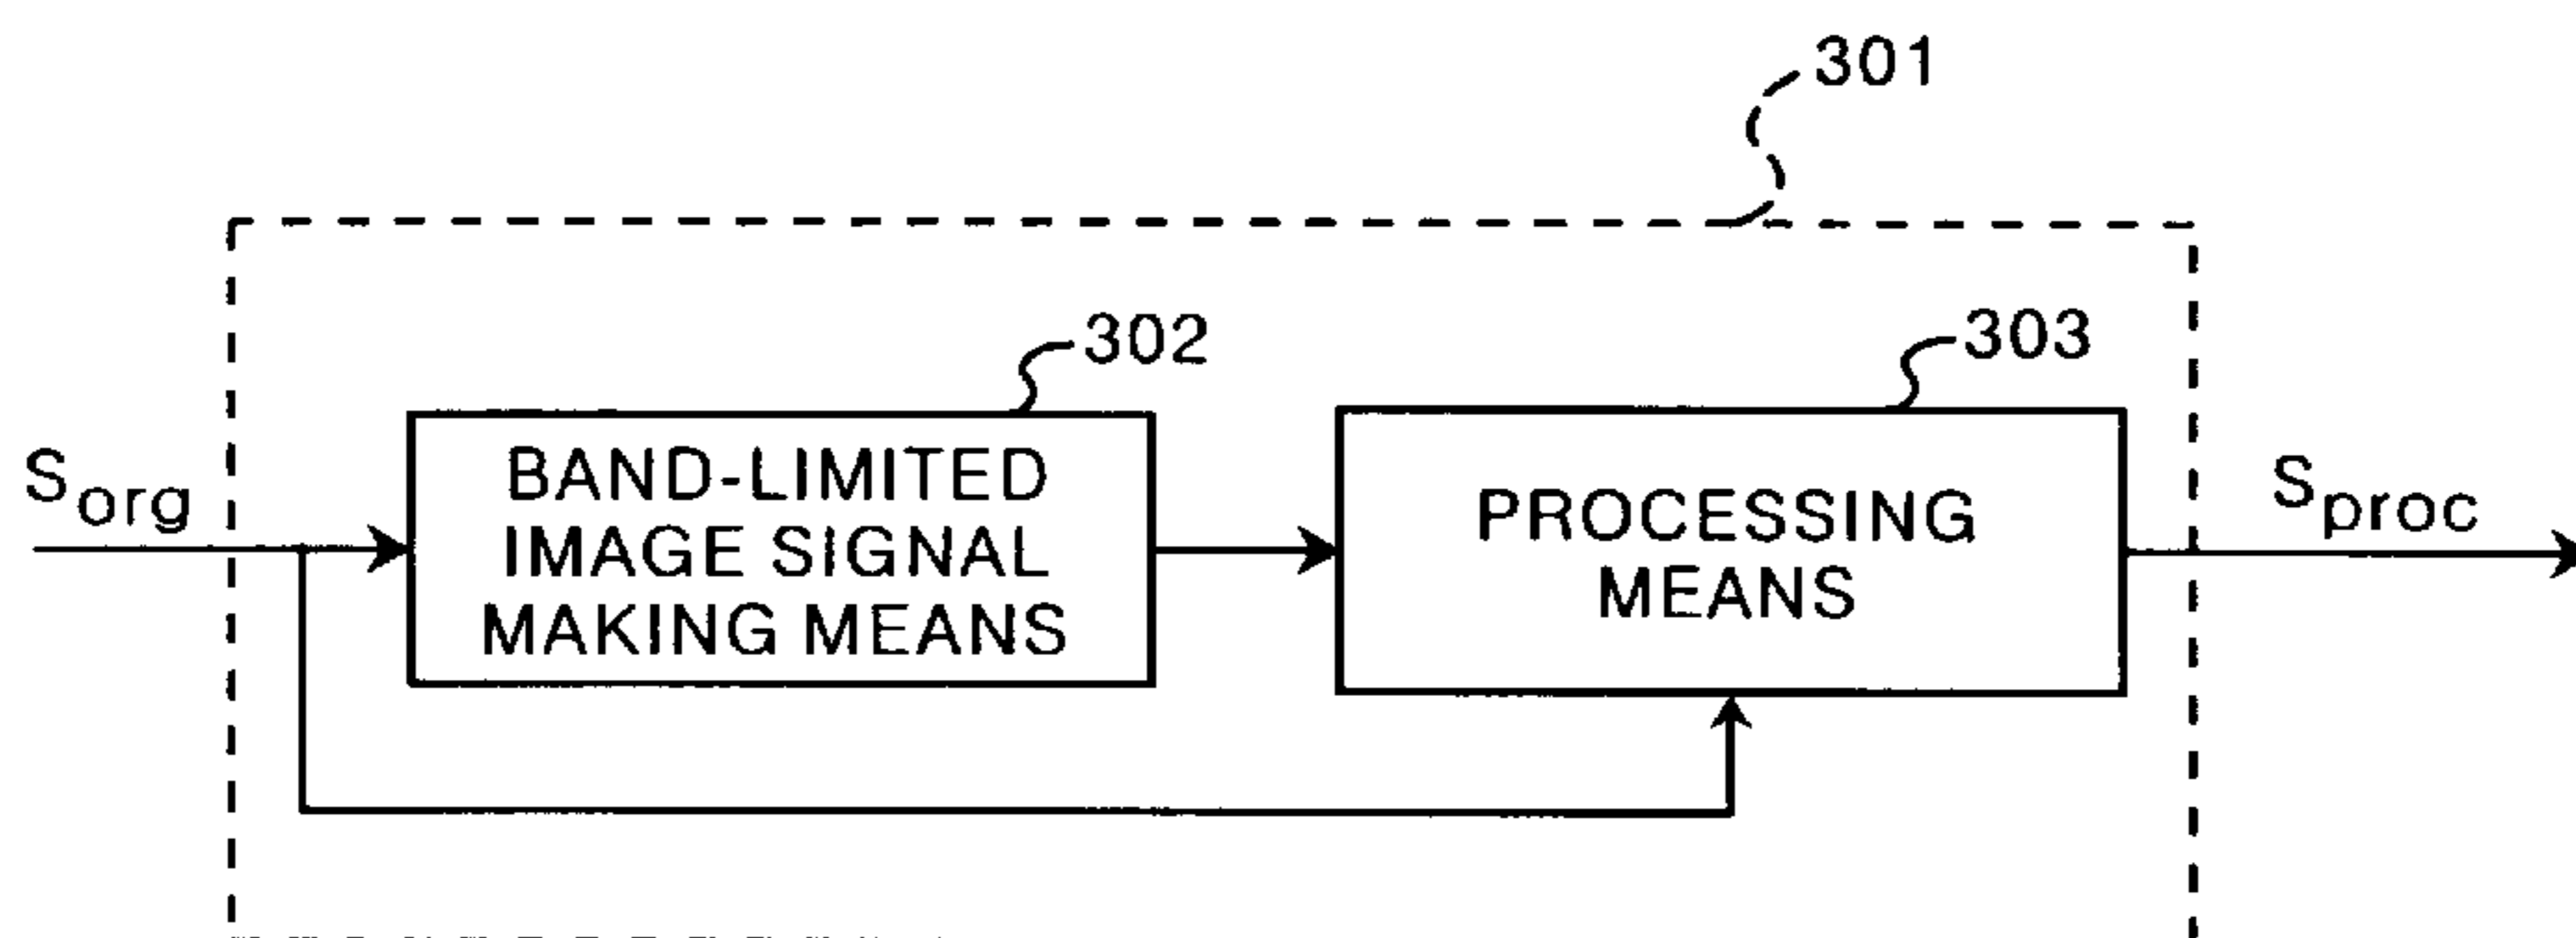 301
302
303
Sorg
BAND-LIMITED
IMAGE SIGNAL
MAKING MEANS
PROCESSING
MEANS
Sproc